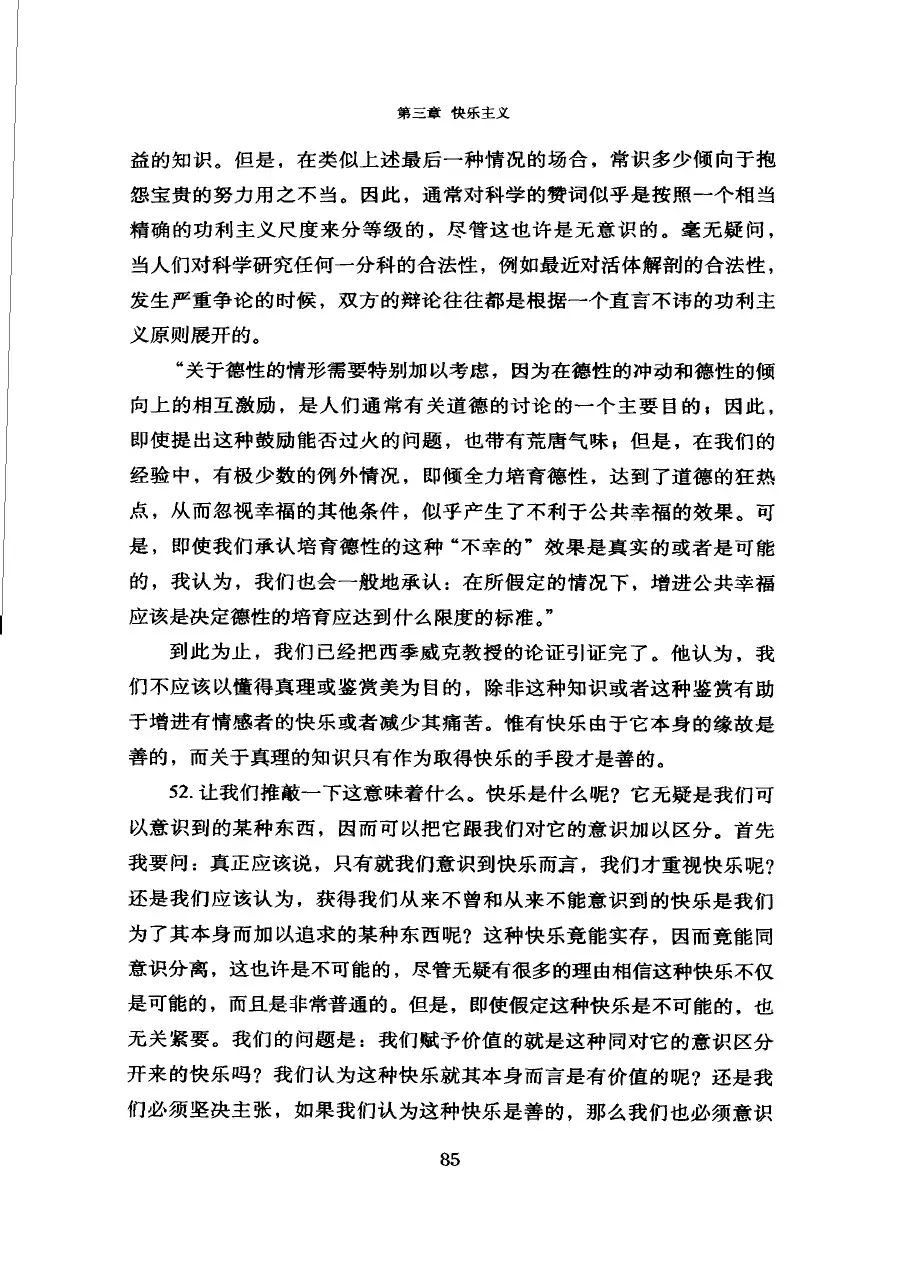 第三章 快乐主义
益的知识。但是，在类似上述最后一种情况的场合，常识多少倾向于抱
怨宝贵的努力用之不当。因此，通常对科学的赞词似乎是按照一个相当
精确的功利主义尺度来分等级的，尽管这也许是无意识的。毫无疑问，
当人们对科学研究任何一分科的合法性，例如最近对活体解剖的合法性，
发生严重争论的时候，双方的辩论往往都是根据一个直言不讳的功利主
义原则展开的。
“关于德性的情形需要特别加以考虑，因为在德性的冲动和德性的倾
向上的相互激励，是人们通常有关道德的讨论的一个主要目的；因此，
即使提出这种鼓励能否过火的问题，也带有荒唐气味；但是，在我们的
经验中，有极少数的例外情况，即倾全力培育德性，达到了道德的狂热
点，从而忽视幸福的其他条件，似乎产生了不利于公共幸福的效果。可
是，即使我们承认培育德性的这种“不幸的”效果是真实的或者是可能
的，我认为，我们也会一般地承认：在所假定的情况下，增进公共幸福
应该是决定德性的培育应达到什么限度的标准。”
到此为止，我们已经把西季威克教授的论证引证完了。他认为，我
们不应该以懂得真理或鉴赏美为目的，除非这种知识或者这种鉴赏有助
于增进有情感者的快乐或者减少其痛苦。惟有快乐由于它本身的缘故是
善的，而关于真理的知识只有作为取得快乐的手段才是善的。
52. 让我们推敲一下这意味着什么。快乐是什么呢？它无疑是我们可
以意识到的某种东西，因而可以把它跟我们对它的意识加以区分。首先
我要问：真正应该说，只有就我们意识到快乐而言，我们才重视快乐呢？
还是我们应该认为，获得我们从来不曾和从来不能意识到的快乐是我们
为了其本身而加以追求的某种东西呢？这种快乐竟能实存，因而竟能同
意识分离，这也许是不可能的，尽管无疑有很多的理由相信这种快乐不仅
是可能的，而且是非常普通的。但是，即使假定这种快乐是不可能的，也
无关紧要。我们的问题是：我们赋予价值的就是这种同对它的意识区分
开来的快乐吗？我们认为这种快乐就其本身而言是有价值的呢？还是我
们必须坚决主张，如果我们认为这种快乐是善的，那么我们也必须意识
85